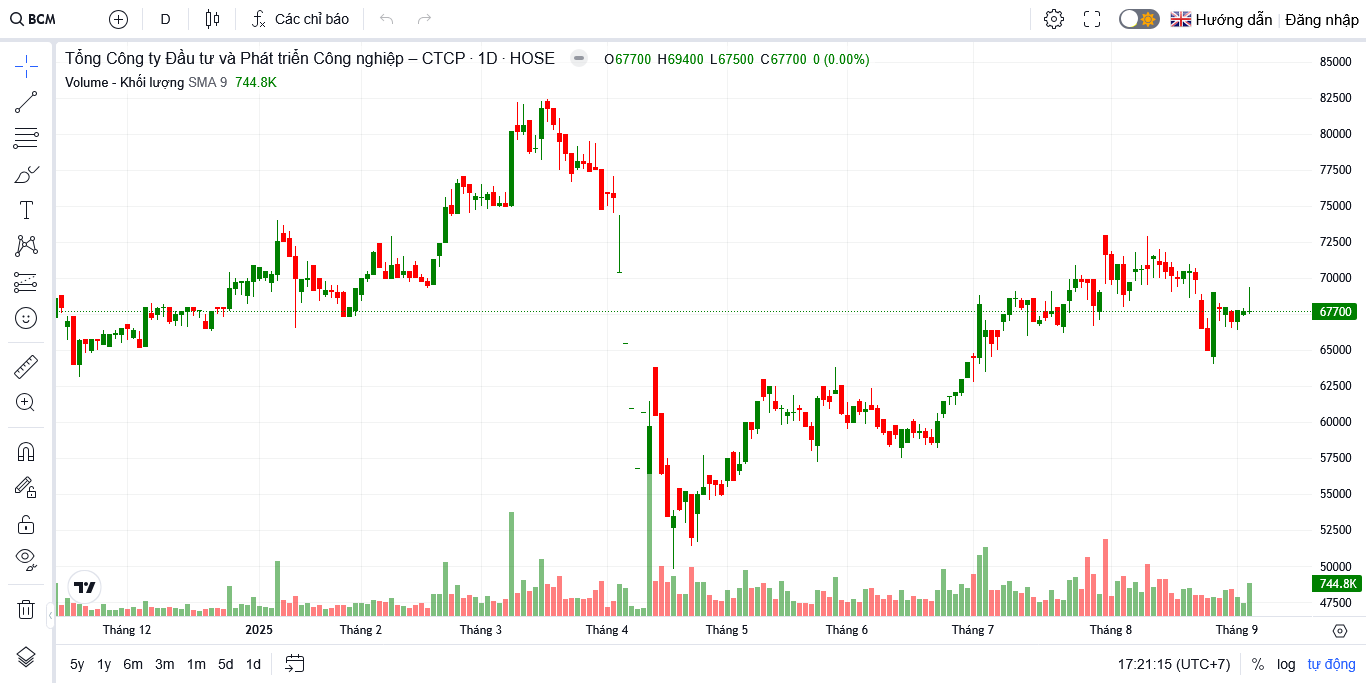 BCM
D
Các chỉ báo
Hướng dẫn
Đăng nhập
Tổng Công ty Đầu tư và Phát triển Công nghiệp – CTCP · 1D · HOSE
O67700 H69400 L67500 C67700 0 (0.00%)
Volume - Khối lượng SMA 9 744.8K
85000
82500
80000
77500
75000
72500
70000
67700
65000
62500
60000
57500
55000
52500
50000
744.8K
47500
Tháng 12
2025
Tháng 2
Tháng 3
Tháng 4
Tháng 5
Tháng 6
Tháng 7
Tháng 8
Tháng 9
5y 1y 6m 3m 1m 5d 1d
17:21:15 (UTC+7)
% log tự động